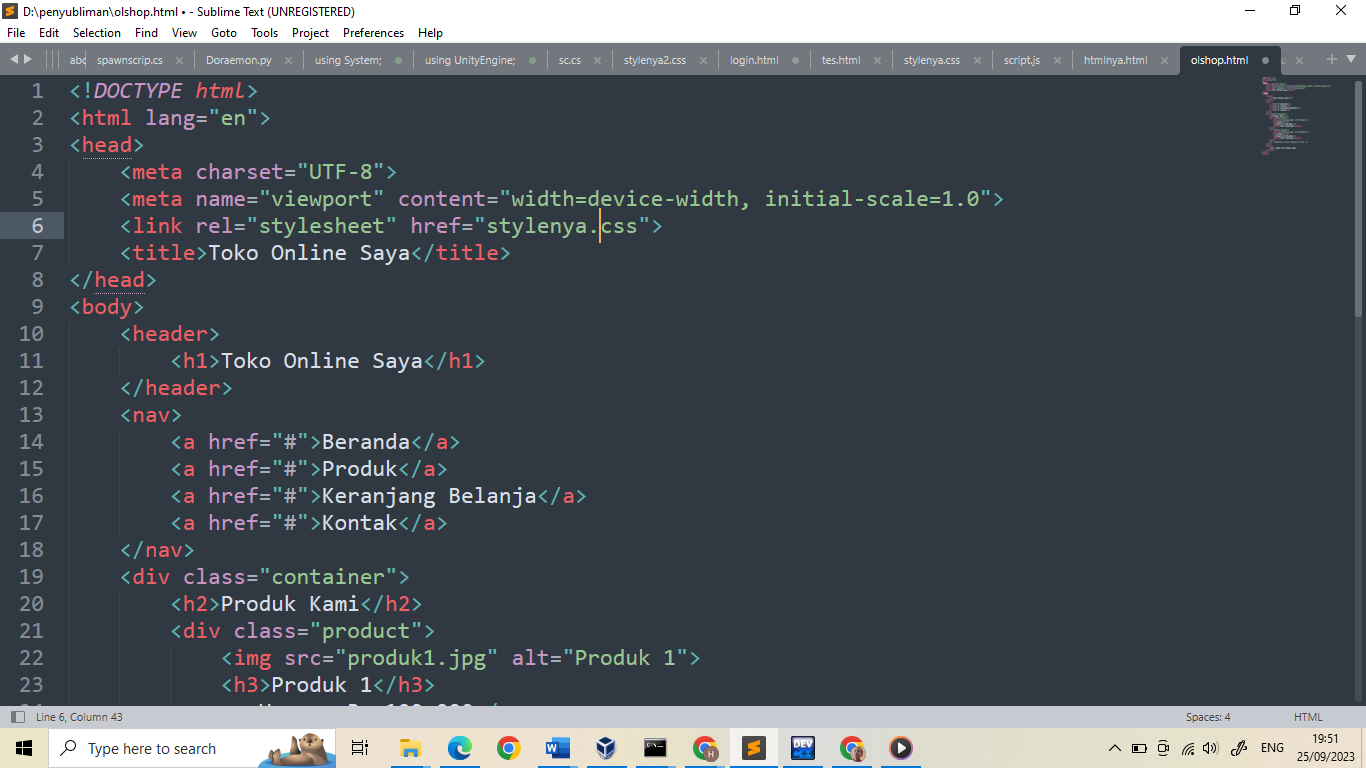 D:\penyubliman\olshop.html • - Sublime Text (UNREGISTERED)
File Edit Selection Find View Goto Tools Project Preferences Help
abc spawnscrip.cs Doraemon.py using System; using UnityEngine; sc.cs stylenya2.css login.html tes.html stylenya.css script.js htmlnya.html olshop.html
1 <!DOCTYPE html>
2 <html lang="en">
3 <head>
4 <meta charset="UTF-8">
5 <meta name="viewport" content="width=device-width, initial-scale=1.0">
6 <link rel="stylesheet" href="stylenya.css">
7 <title>Toko Online Saya</title>
8 </head>
9 <body>
10 <header>
11 <h1>Toko Online Saya</h1>
12 </header>
13 <nav>
14 <a href="#">Beranda</a>
15 <a href="#">Produk</a>
16 <a href="#">Keranjang Belanja</a>
17 <a href="#">Kontak</a>
18 </nav>
19 <div class="container">
20 <h2>Produk Kami</h2>
21 <div class="product">
22 <img src="produk1.jpg" alt="Produk 1">
23 <h3>Produk 1</h3>
Line 6, Column 43 Spaces: 4 HTML
Type here to search
W DEV H ENG 19:51
25/09/2023